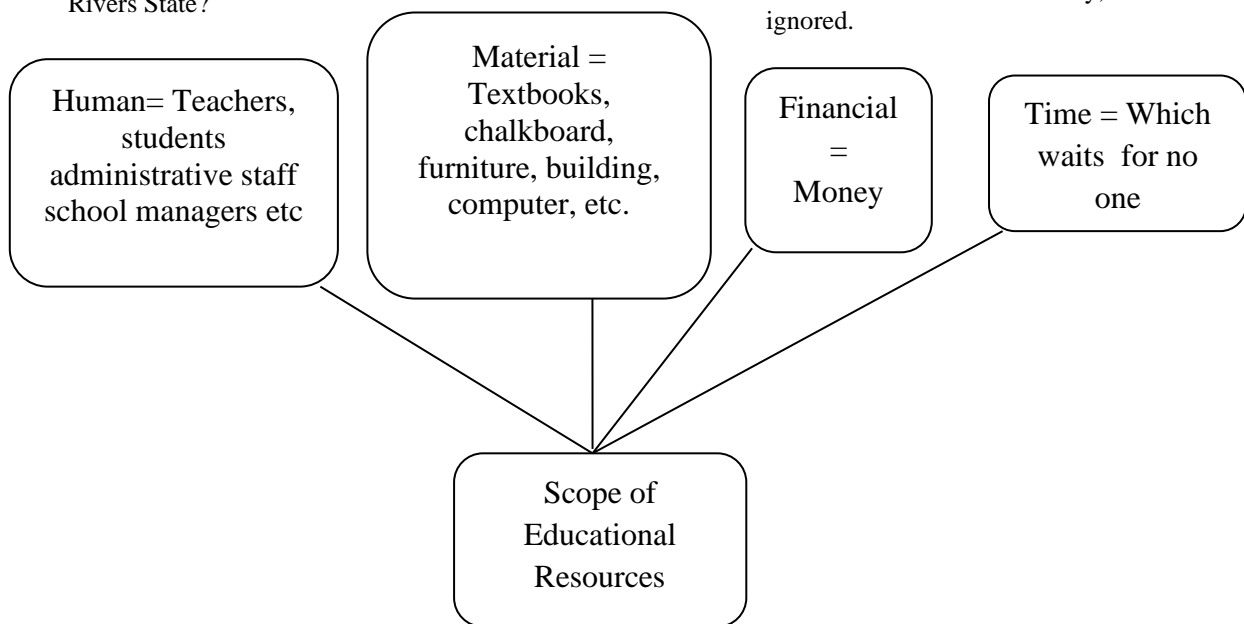 Rivers State?
ignored.
Human= Teachers,
students
administrative staff
school managers etc
Material =
Textbooks,
chalkboard,
furniture, building,
computer, etc.
Financial
=
Money
Time = Which
waits for no
one
Scope of
Educational
Resources